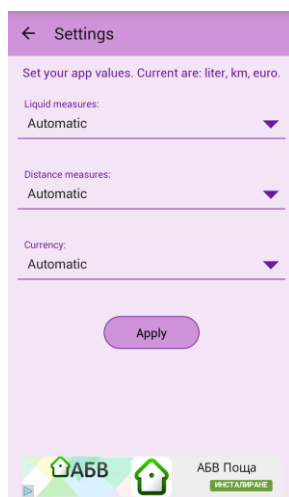 Settings
Set your app values. Current are: liter, km, euro.
Liquid measures:
Automatic
Distance measures:
Automatic
Currency:
Automatic
Apply
АБВ
АБВ Поща
ИНСТАЛИРАНЕ